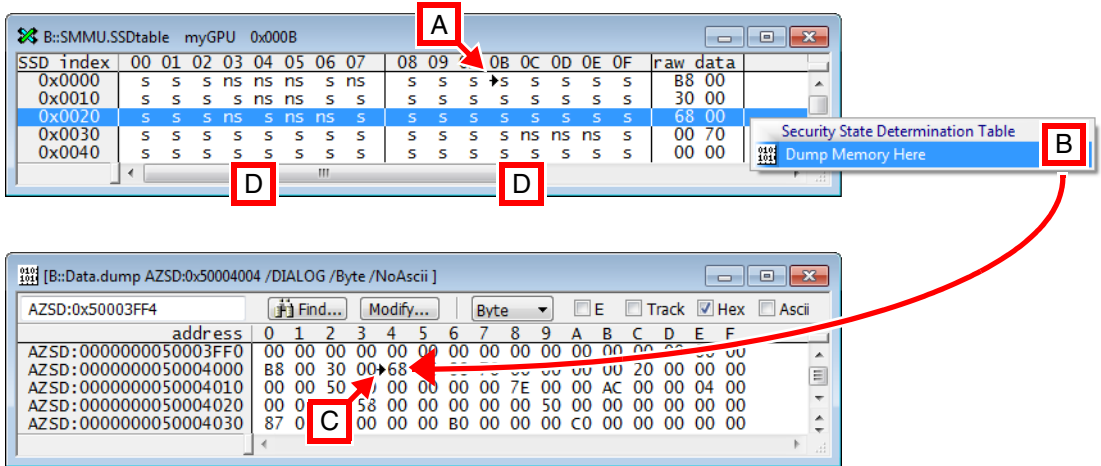 B::SMMU.SSDtable myGPU 0x000B
A
SSD index 00 01 02 03 04 05 06 07 08 09 0B 0C 0D 0E 0F raw data
0x0000 s s s ns ns ns s ns s s s s s s s s B8 00
0x0010 s s s s ns ns s s s s s s s s s s 30 00
0x0020 s s s ns s ns ns s s s s s s s s s 68 00
0x0030 s s s s s s s s s s s s ns ns ns s 00 70
0x0040 s s s s s s s s s s s s s s s s 00 00
Security State Determination Table
Dump Memory Here
B
D D
[B::Data.dump AZSD:0x50004004 /DIALOG /Byte /NoAscii ]
AZSD:0x50003FF4 Find... Modify... Byte E Track Hex Ascii
address 0 1 2 3 4 5 6 7 8 9 A B C D E F
AZSD:0000000050003FF0 00 00 00 00 00 00 00 00 00 00 00 00 00 00 00 00
AZSD:0000000050004000 B8 00 30 00 68 00 00 20 00 00 00
AZSD:0000000050004010 00 00 50 00 00 00 00 7E 00 00 AC 00 00 04 00
AZSD:0000000050004020 00 58 00 00 00 00 00 50 00 00 00 00 00 00
AZSD:0000000050004030 87 00 00 00 B0 00 00 00 C0 00 00 00 00 00
C